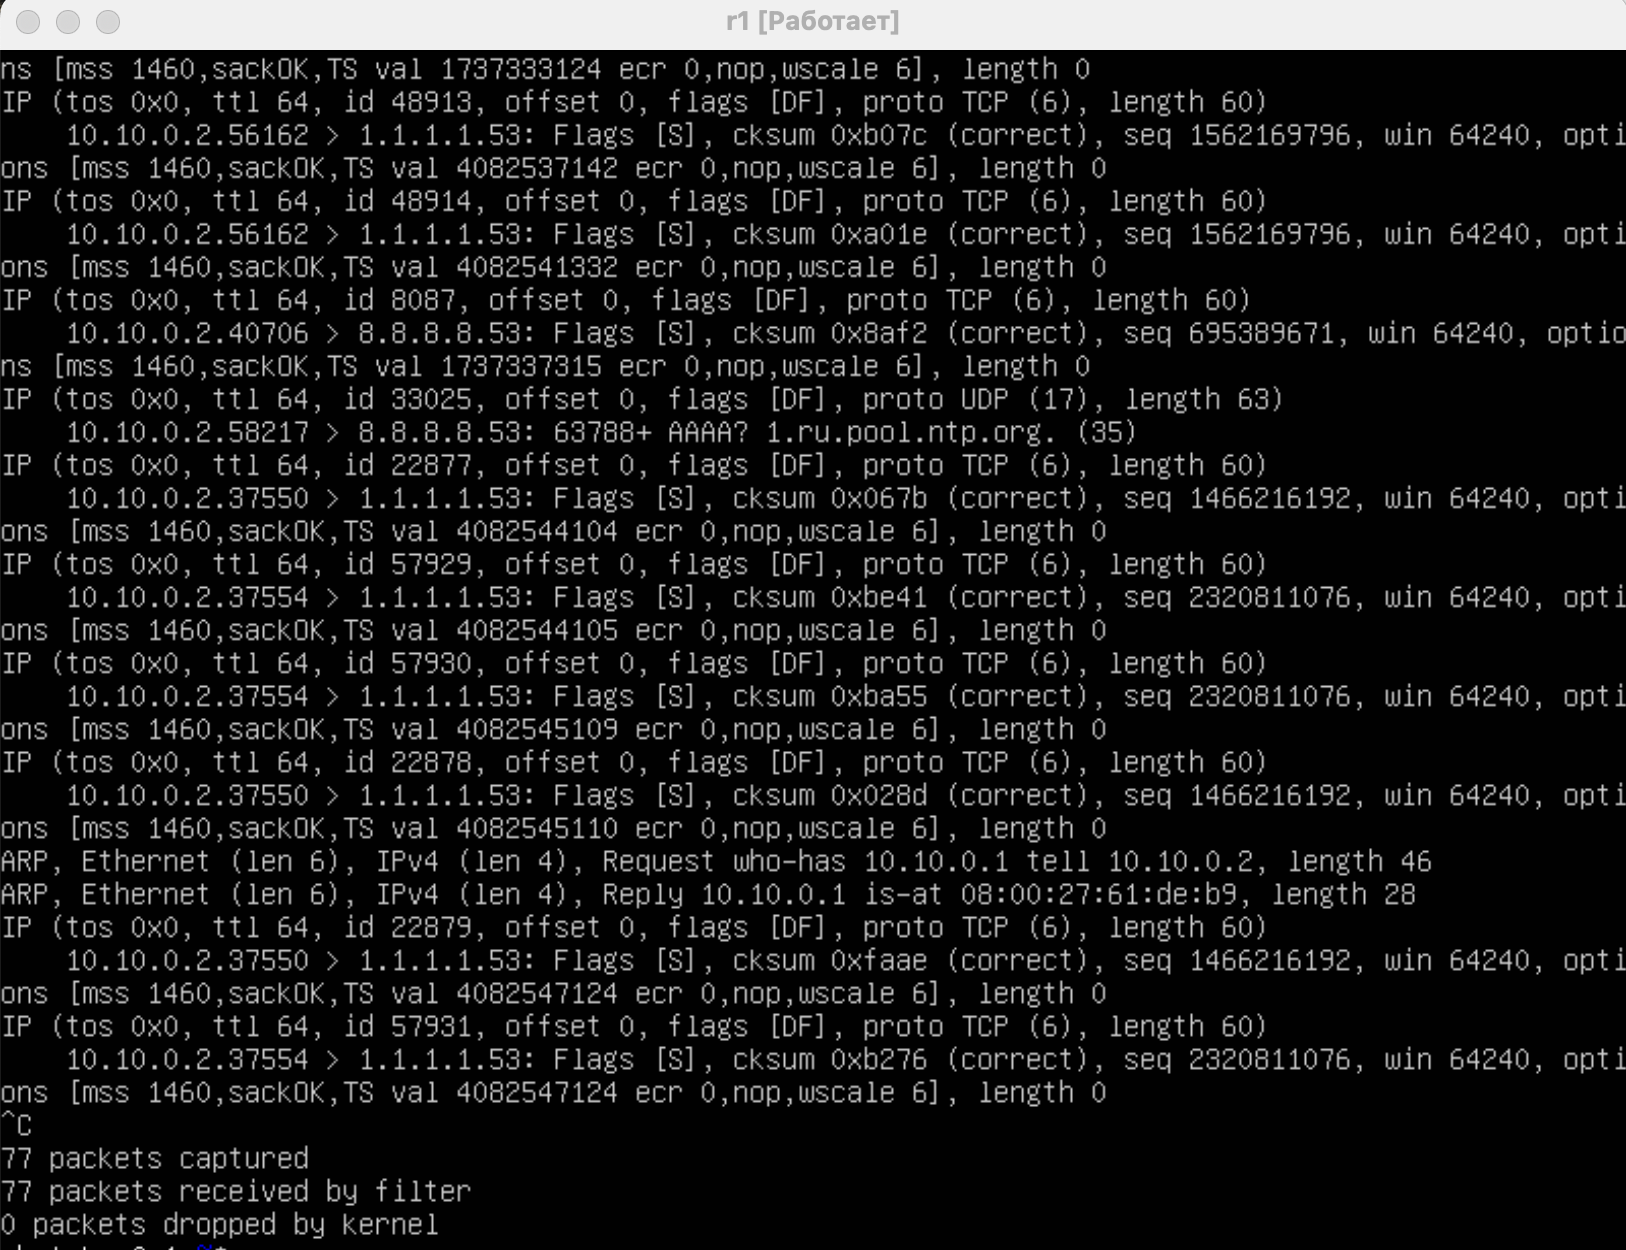 r1 [Работает]
ns [mss 1460,sackOK,TS val 1737333124 ecr 0,nop,wscale 6], length 0
IP (tos 0x0, ttl 64, id 48913, offset 0, flags [DF], proto TCP (6), length 60)
    10.10.0.2.56162 > 1.1.1.1.53: Flags [S], cksum 0xb07c (correct), seq 1562169796, win 64240, opti
ons [mss 1460,sackOK,TS val 4082537142 ecr 0,nop,wscale 6], length 0
IP (tos 0x0, ttl 64, id 48914, offset 0, flags [DF], proto TCP (6), length 60)
    10.10.0.2.56162 > 1.1.1.1.53: Flags [S], cksum 0xa01e (correct), seq 1562169796, win 64240, opti
ons [mss 1460,sackOK,TS val 4082541332 ecr 0,nop,wscale 6], length 0
IP (tos 0x0, ttl 64, id 8087, offset 0, flags [DF], proto TCP (6), length 60)
    10.10.0.2.40706 > 8.8.8.8.53: Flags [S], cksum 0x8af2 (correct), seq 695389671, win 64240, optio
ns [mss 1460,sackOK,TS val 1737337315 ecr 0,nop,wscale 6], length 0
IP (tos 0x0, ttl 64, id 33025, offset 0, flags [DF], proto UDP (17), length 63)
    10.10.0.2.58217 > 8.8.8.8.53: 63788+ AAAA? 1.ru.pool.ntp.org. (35)
IP (tos 0x0, ttl 64, id 22877, offset 0, flags [DF], proto TCP (6), length 60)
    10.10.0.2.37550 > 1.1.1.1.53: Flags [S], cksum 0x067b (correct), seq 1466216192, win 64240, opti
ons [mss 1460,sackOK,TS val 4082544104 ecr 0,nop,wscale 6], length 0
IP (tos 0x0, ttl 64, id 57929, offset 0, flags [DF], proto TCP (6), length 60)
    10.10.0.2.37554 > 1.1.1.1.53: Flags [S], cksum 0xbe41 (correct), seq 2320811076, win 64240, opti
ons [mss 1460,sackOK,TS val 4082544105 ecr 0,nop,wscale 6], length 0
IP (tos 0x0, ttl 64, id 57930, offset 0, flags [DF], proto TCP (6), length 60)
    10.10.0.2.37554 > 1.1.1.1.53: Flags [S], cksum 0xba55 (correct), seq 2320811076, win 64240, opti
ons [mss 1460,sackOK,TS val 4082545109 ecr 0,nop,wscale 6], length 0
IP (tos 0x0, ttl 64, id 22878, offset 0, flags [DF], proto TCP (6), length 60)
    10.10.0.2.37550 > 1.1.1.1.53: Flags [S], cksum 0x028d (correct), seq 1466216192, win 64240, opti
ons [mss 1460,sackOK,TS val 4082545110 ecr 0,nop,wscale 6], length 0
ARP, Ethernet (len 6), IPv4 (len 4), Request who-has 10.10.0.1 tell 10.10.0.2, length 46
ARP, Ethernet (len 6), IPv4 (len 4), Reply 10.10.0.1 is-at 08:00:27:61:de:b9, length 28
IP (tos 0x0, ttl 64, id 22879, offset 0, flags [DF], proto TCP (6), length 60)
    10.10.0.2.37550 > 1.1.1.1.53: Flags [S], cksum 0xfaae (correct), seq 1466216192, win 64240, opti
ons [mss 1460,sackOK,TS val 4082547124 ecr 0,nop,wscale 6], length 0
IP (tos 0x0, ttl 64, id 57931, offset 0, flags [DF], proto TCP (6), length 60)
    10.10.0.2.37554 > 1.1.1.1.53: Flags [S], cksum 0xb276 (correct), seq 2320811076, win 64240, opti
ons [mss 1460,sackOK,TS val 4082547124 ecr 0,nop,wscale 6], length 0
^C
77 packets captured
77 packets received by filter
0 packets dropped by kernel